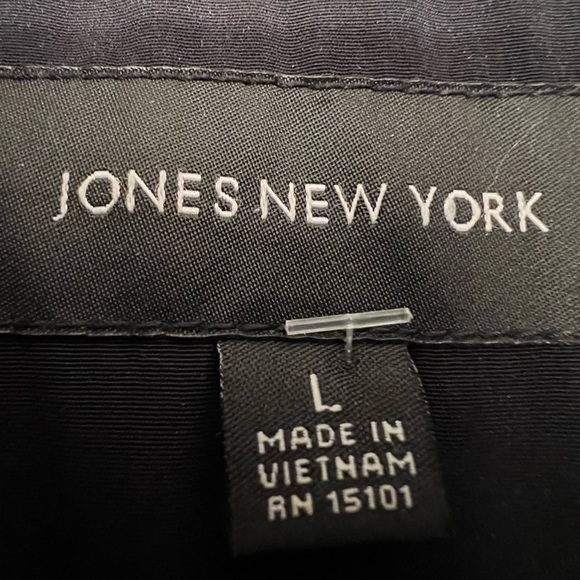 JONES NEW YORK
L
MADE IN
VIETNAM
RN 15101